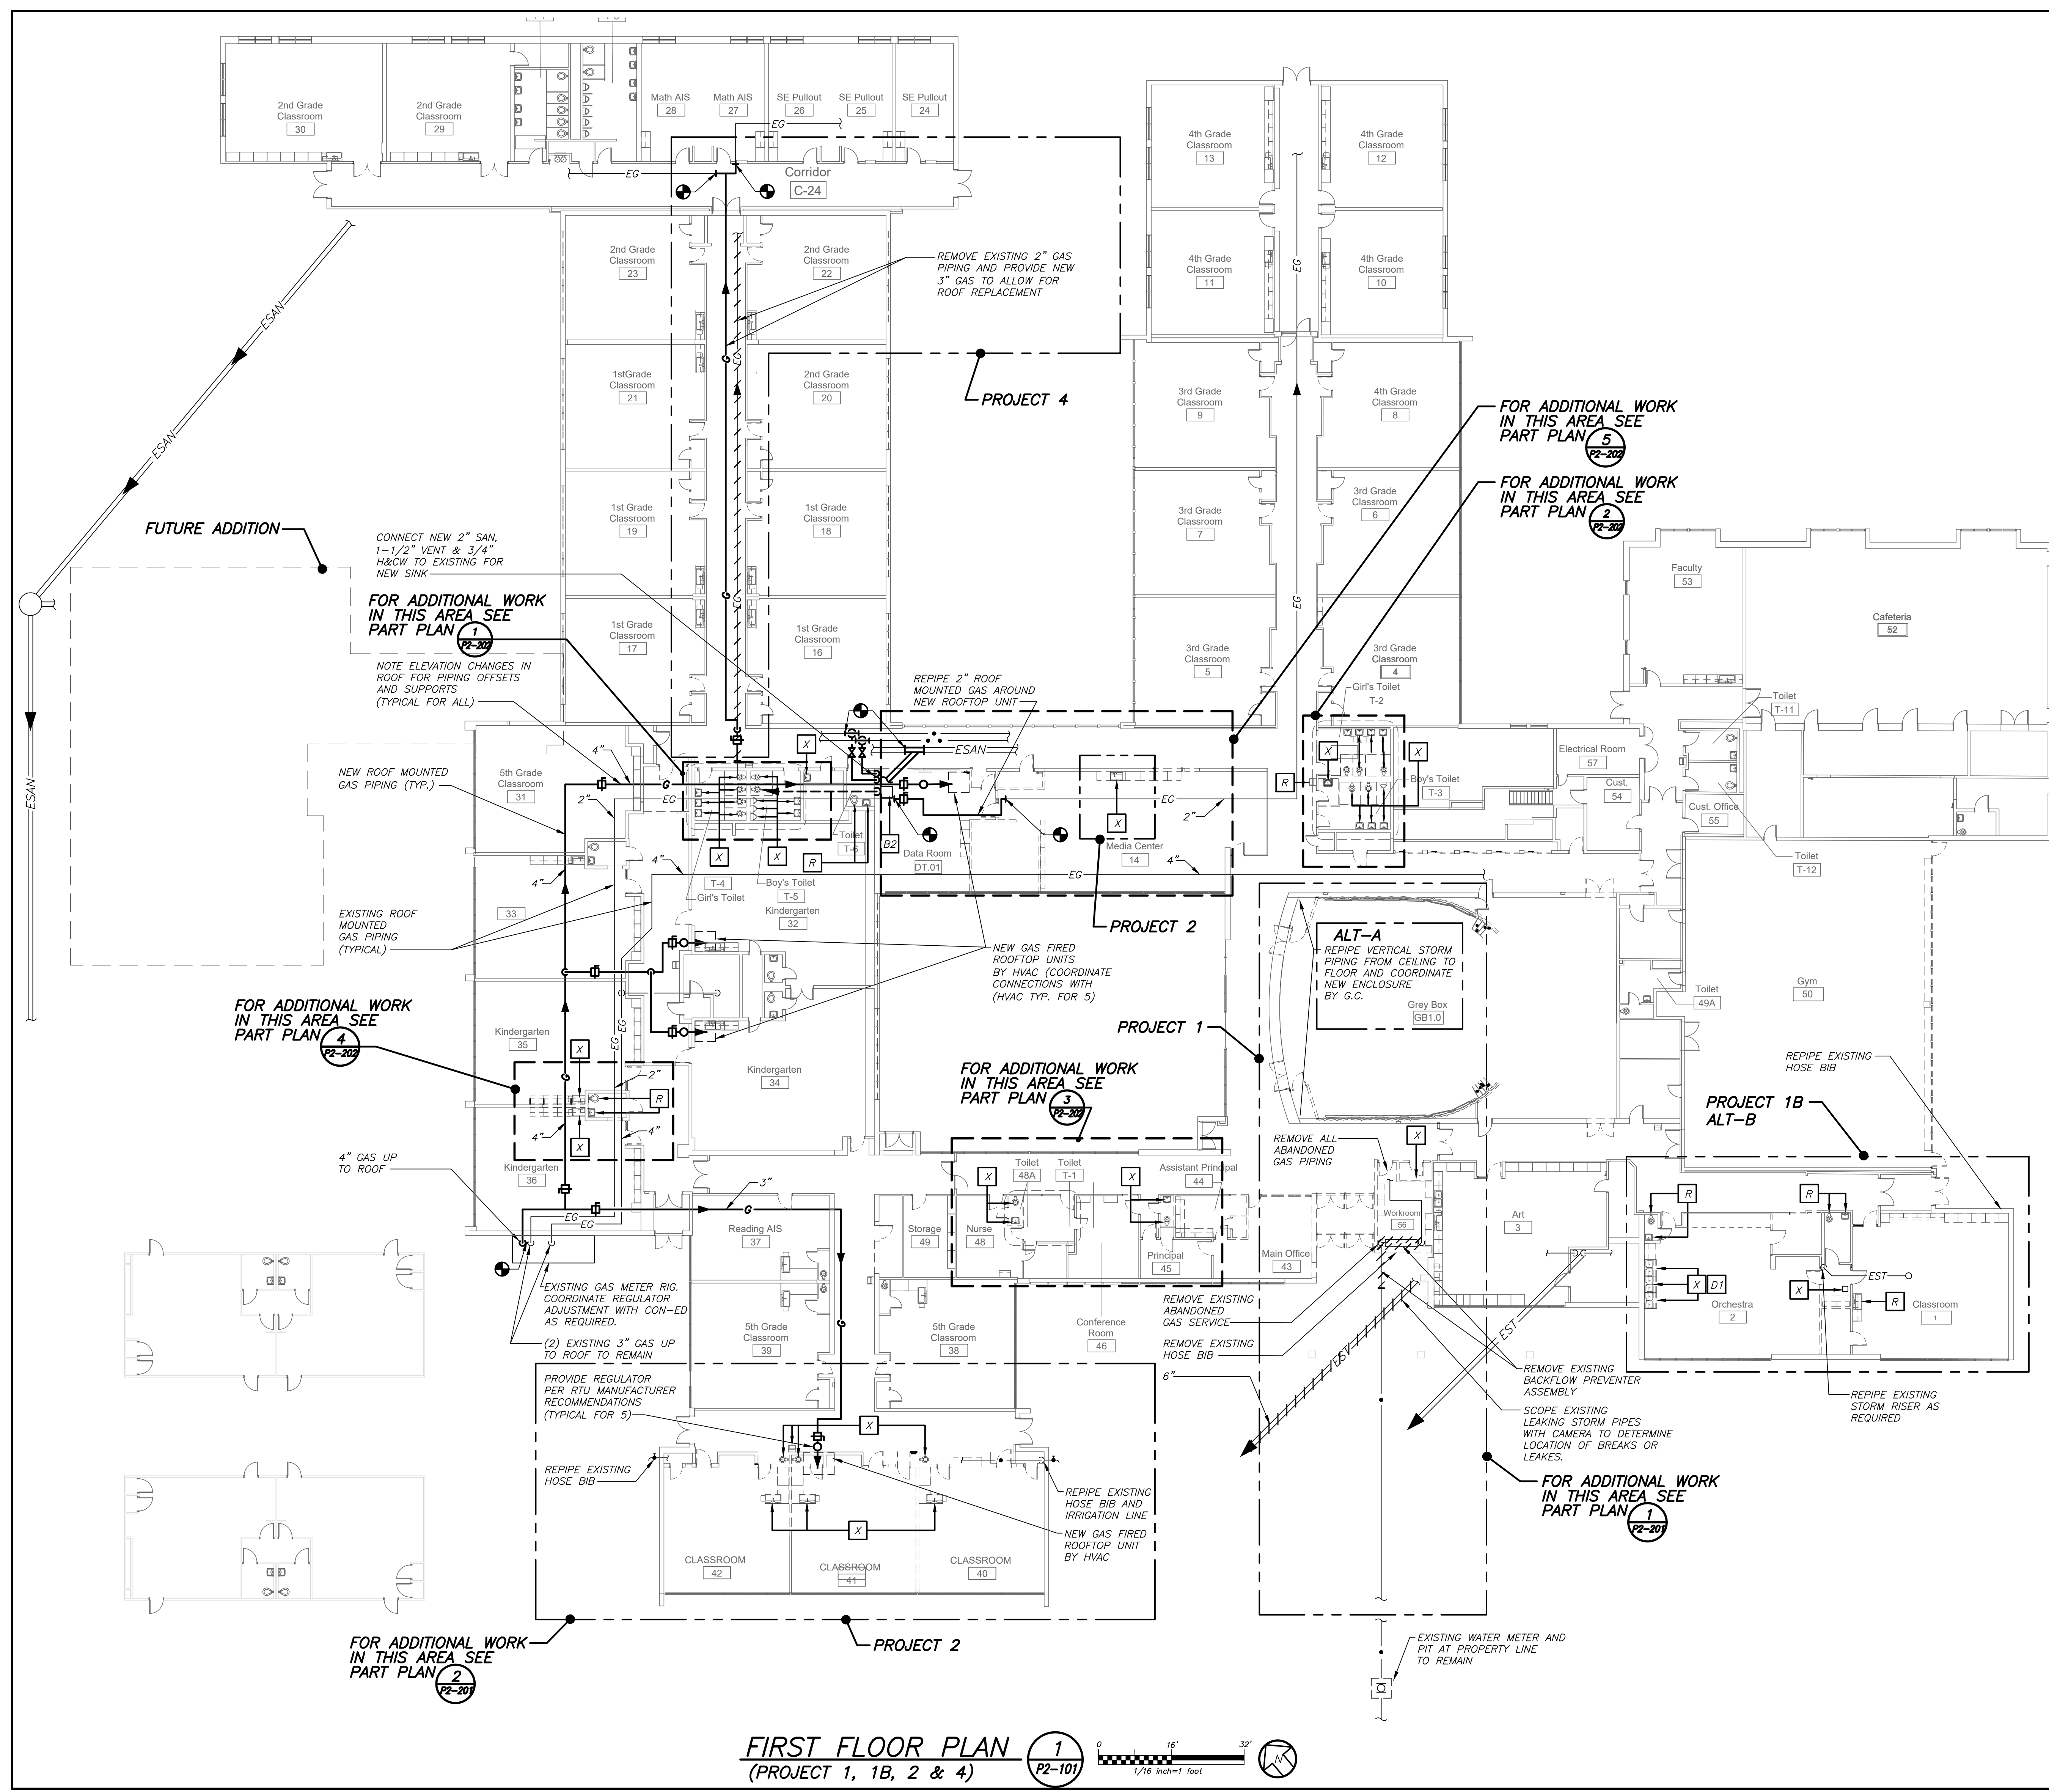 2nd Grade
Classroom
30
2nd Grade
Classroom
29
Math AIS
28
Math AIS
27
SE Pullout
26
SE Pullout
25
SE Pullout
24
EG
EG
Corridor
C-24
4th Grade
Classroom
13
4th Grade
Classroom
12
4th Grade
Classroom
11
4th Grade
Classroom
10
EG
2nd Grade
Classroom
23
2nd Grade
Classroom
22
REMOVE EXISTING 2" GAS
PIPING AND PROVIDE NEW
3" GAS TO ALLOW FOR
ROOF REPLACEMENT
ESAN
ESAN
ESAN
G
EG
1stGrade
Classroom
21
2nd Grade
Classroom
20
PROJECT 4
3rd Grade
Classroom
9
4th Grade
Classroom
8
FOR ADDITIONAL WORK
IN THIS AREA SEE
PART PLAN
5
P2-202
FOR ADDITIONAL WORK
IN THIS AREA SEE
PART PLAN
2
P2-202
1st Grade
Classroom
19
1st Grade
Classroom
18
3rd Grade
Classroom
7
3rd Grade
Classroom
6
FUTURE ADDITION
CONNECT NEW 2" SAN,
1-1/2" VENT & 3/4"
H&CW TO EXISTING FOR
NEW SINK
FOR ADDITIONAL WORK
IN THIS AREA SEE
PART PLAN
1
P2-202
G
EG
EG
1st Grade
Classroom
17
1st Grade
Classroom
16
3rd Grade
Classroom
5
3rd Grade
Classroom
4
Faculty
53
Cafeteria
52
NOTE ELEVATION CHANGES IN
ROOF FOR PIPING OFFSETS
AND SUPPORTS
(TYPICAL FOR ALL)
REPIPE 2" ROOF
MOUNTED GAS AROUND
NEW ROOFTOP UNIT
Girl's Toilet
T-2
Toilet
T-11
NEW ROOF MOUNTED
GAS PIPING (TYP.)
5th Grade
Classroom
31
4"
2"
G
EG
G
X
ESAN
EG
2"
X
X
R
X
Boy's Toilet
T-3
Electrical Room
57
Cust.
54
Cust. Office
55
Toilet
T-12
4"
4"
X
X
R
Toilet
T-6
B2
Data Room
DT.01
Media Center
14
4"
EG
T-4
Girl's Toilet
Boy's Toilet
T-5
Kindergarten
32
33
EXISTING ROOF
MOUNTED
GAS PIPING
(TYPICAL)
PROJECT 2
NEW GAS FIRED
ROOFTOP UNITS
BY HVAC (COORDINATE
CONNECTIONS WITH
(HVAC TYP. FOR 5)
ALT-A
REPIPE VERTICAL STORM
PIPING FROM CEILING TO
FLOOR AND COORDINATE
NEW ENCLOSURE
BY G.C.
Grey Box
GB1.0
Toilet
49A
Gym
50
FOR ADDITIONAL WORK
IN THIS AREA SEE
PART PLAN
4
P2-202
Kindergarten
35
EG
EG
PROJECT 1
Kindergarten
34
FOR ADDITIONAL WORK
IN THIS AREA SEE
PART PLAN
3
P2-202
REPIPE EXISTING
HOSE BIB
PROJECT 1B
ALT-B
X
G
2"
R
4"
4"
X
4" GAS UP
TO ROOF
Kindergarten
36
REMOVE ALL
ABANDONED
GAS PIPING
X
X
Toilet
48A
Toilet
T-1
X
Assistant Principal
44
3"
G
EG
EG
Reading AIS
37
Storage
49
Nurse
48
Principal
45
Main Office
43
Workroom
56
Art
3
R
R
X
D1
EST
X
R
Orchestra
2
Classroom
1
EXISTING GAS METER RIG.
COORDINATE REGULATOR
ADJUSTMENT WITH CON-ED
AS REQUIRED.
(2) EXISTING 3" GAS UP
TO ROOF TO REMAIN
5th Grade
Classroom
39
G
5th Grade
Classroom
38
Conference
Room
46
REMOVE EXISTING
ABANDONED
GAS SERVICE
REMOVE EXISTING
HOSE BIB
6"
EST
EST
REMOVE EXISTING
BACKFLOW PREVENTER
ASSEMBLY
SCOPE EXISTING
LEAKING STORM PIPES
WITH CAMERA TO DETERMINE
LOCATION OF BREAKS OR
LEAKES.
REPIPE EXISTING
STORM RISER AS
REQUIRED
PROVIDE REGULATOR
PER RTU MANUFACTURER
RECOMMENDATIONS
(TYPICAL FOR 5)
X
REPIPE EXISTING
HOSE BIB
REPIPE EXISTING
HOSE BIB AND
IRRIGATION LINE
NEW GAS FIRED
ROOFTOP UNIT
BY HVAC
X
CLASSROOM
42
CLASSROOM
41
CLASSROOM
40
FOR ADDITIONAL WORK
IN THIS AREA SEE
PART PLAN
1
P2-201
FOR ADDITIONAL WORK
IN THIS AREA SEE
PART PLAN
2
P2-201
PROJECT 2
EXISTING WATER METER AND
PIT AT PROPERTY LINE
TO REMAIN
FIRST FLOOR PLAN
(PROJECT 1, 1B, 2 & 4)
1
P2-101
0 16' 32'
1/16 inch=1 foot
N